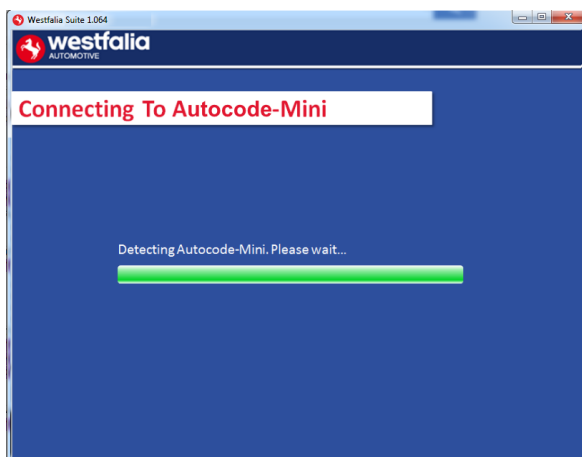 Westfalia Suite 1.064
westfalia
AUTOMOTIVE
Connecting To Autocode-Mini
Detecting Autocode-Mini. Please wait...